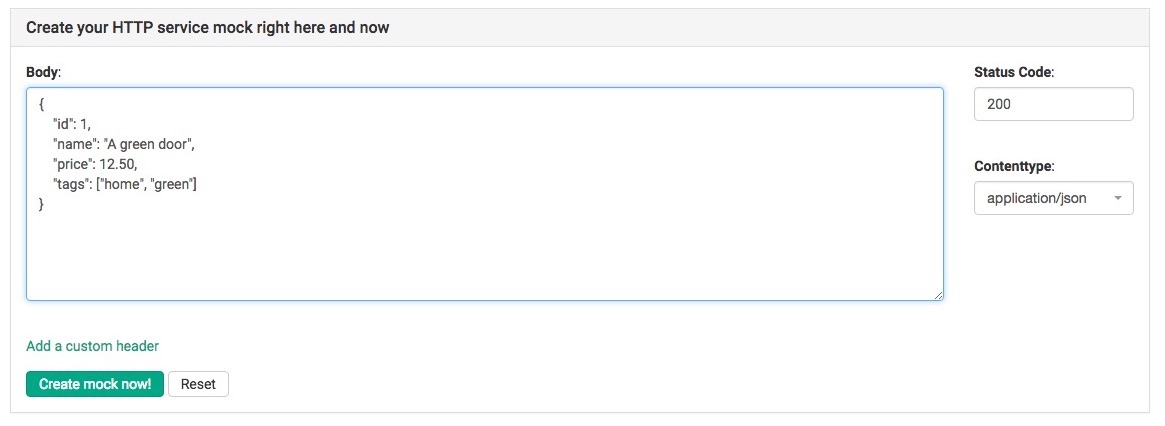 Create your HTTP service mock right here and now
Body:
{
"id": 1,
"name": "A green door",
"price": 12.50,
"tags": ["home", "green"]
}
Status Code:
200
Contenttype:
application/json
Add a custom header
Create mock now!
Reset